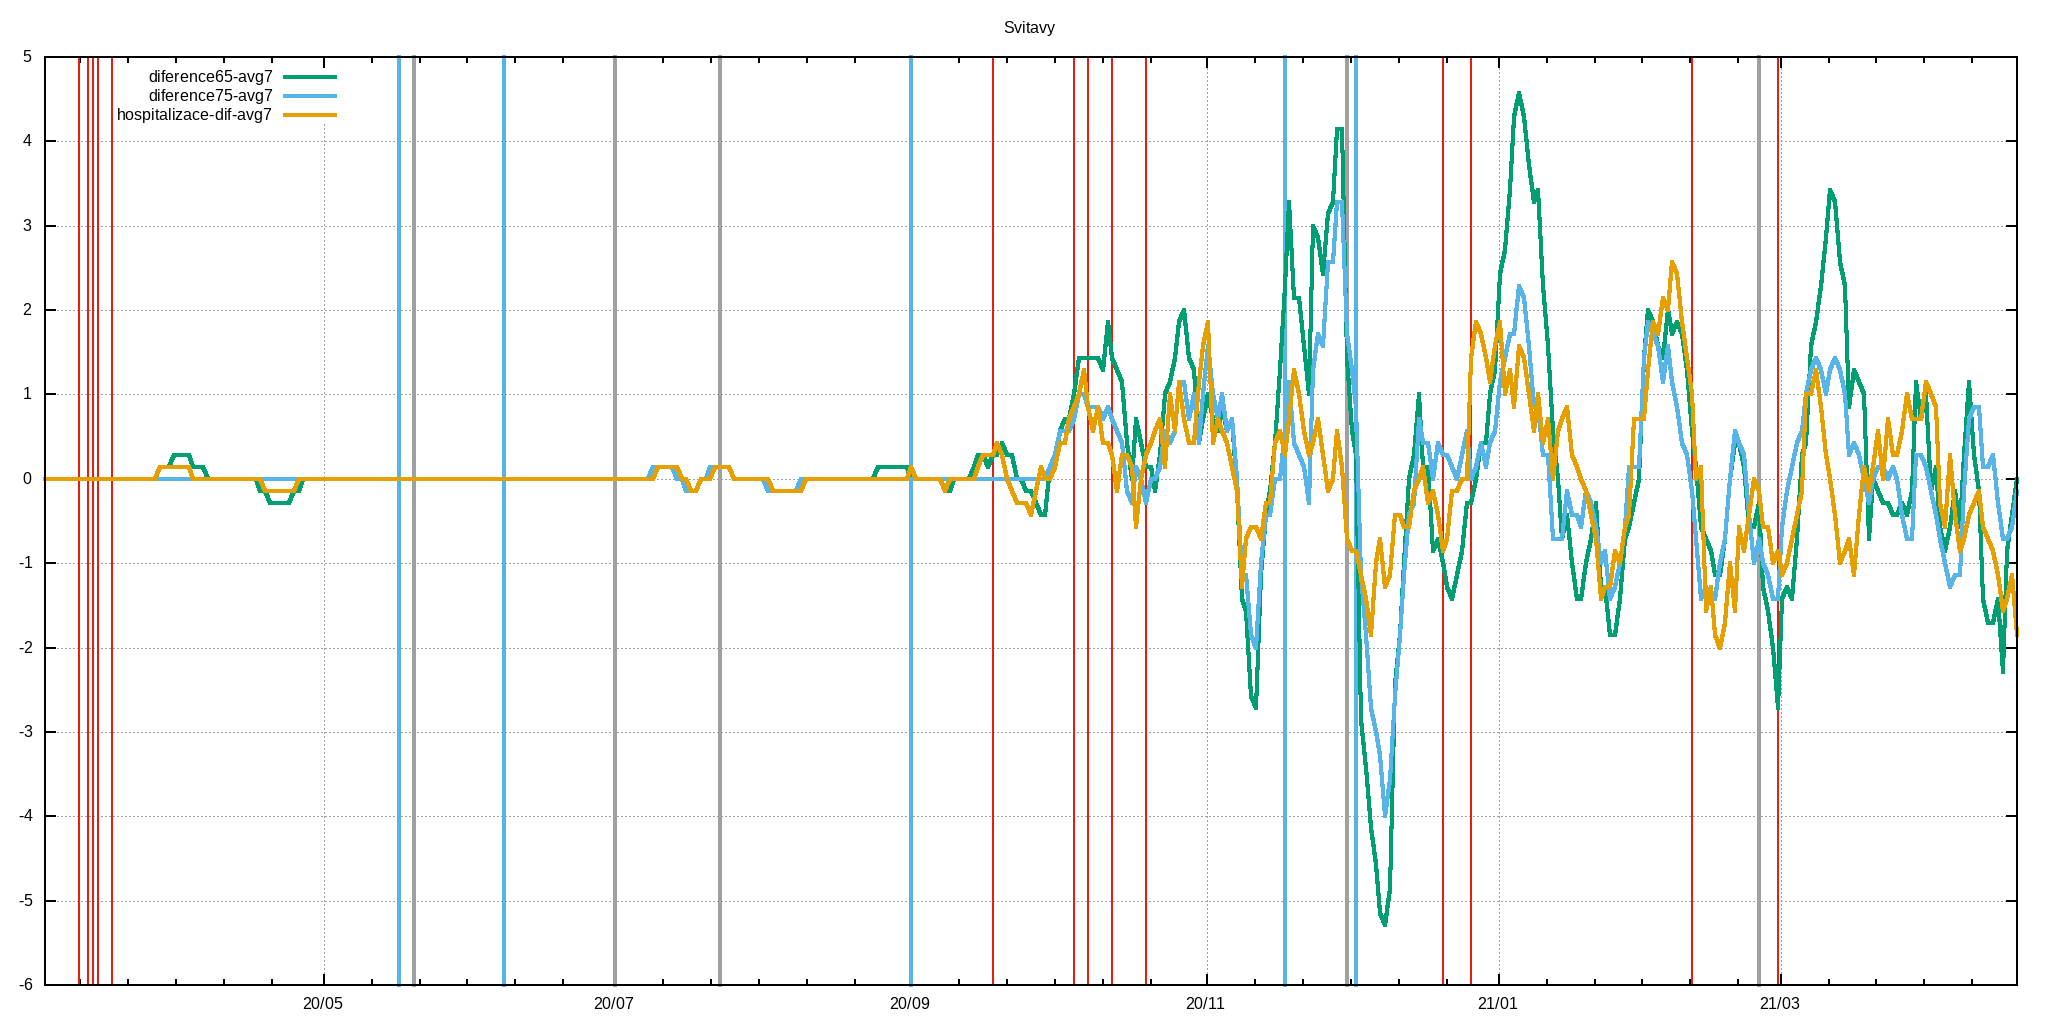 Svitavy
5
diference65-avg7
diference75-avg7
hospitalizace-dif-avg7
4
3
2
1
0
-1
-2
-3
-4
-5
-6
20/05 20/07 20/09 20/11 21/01 21/03